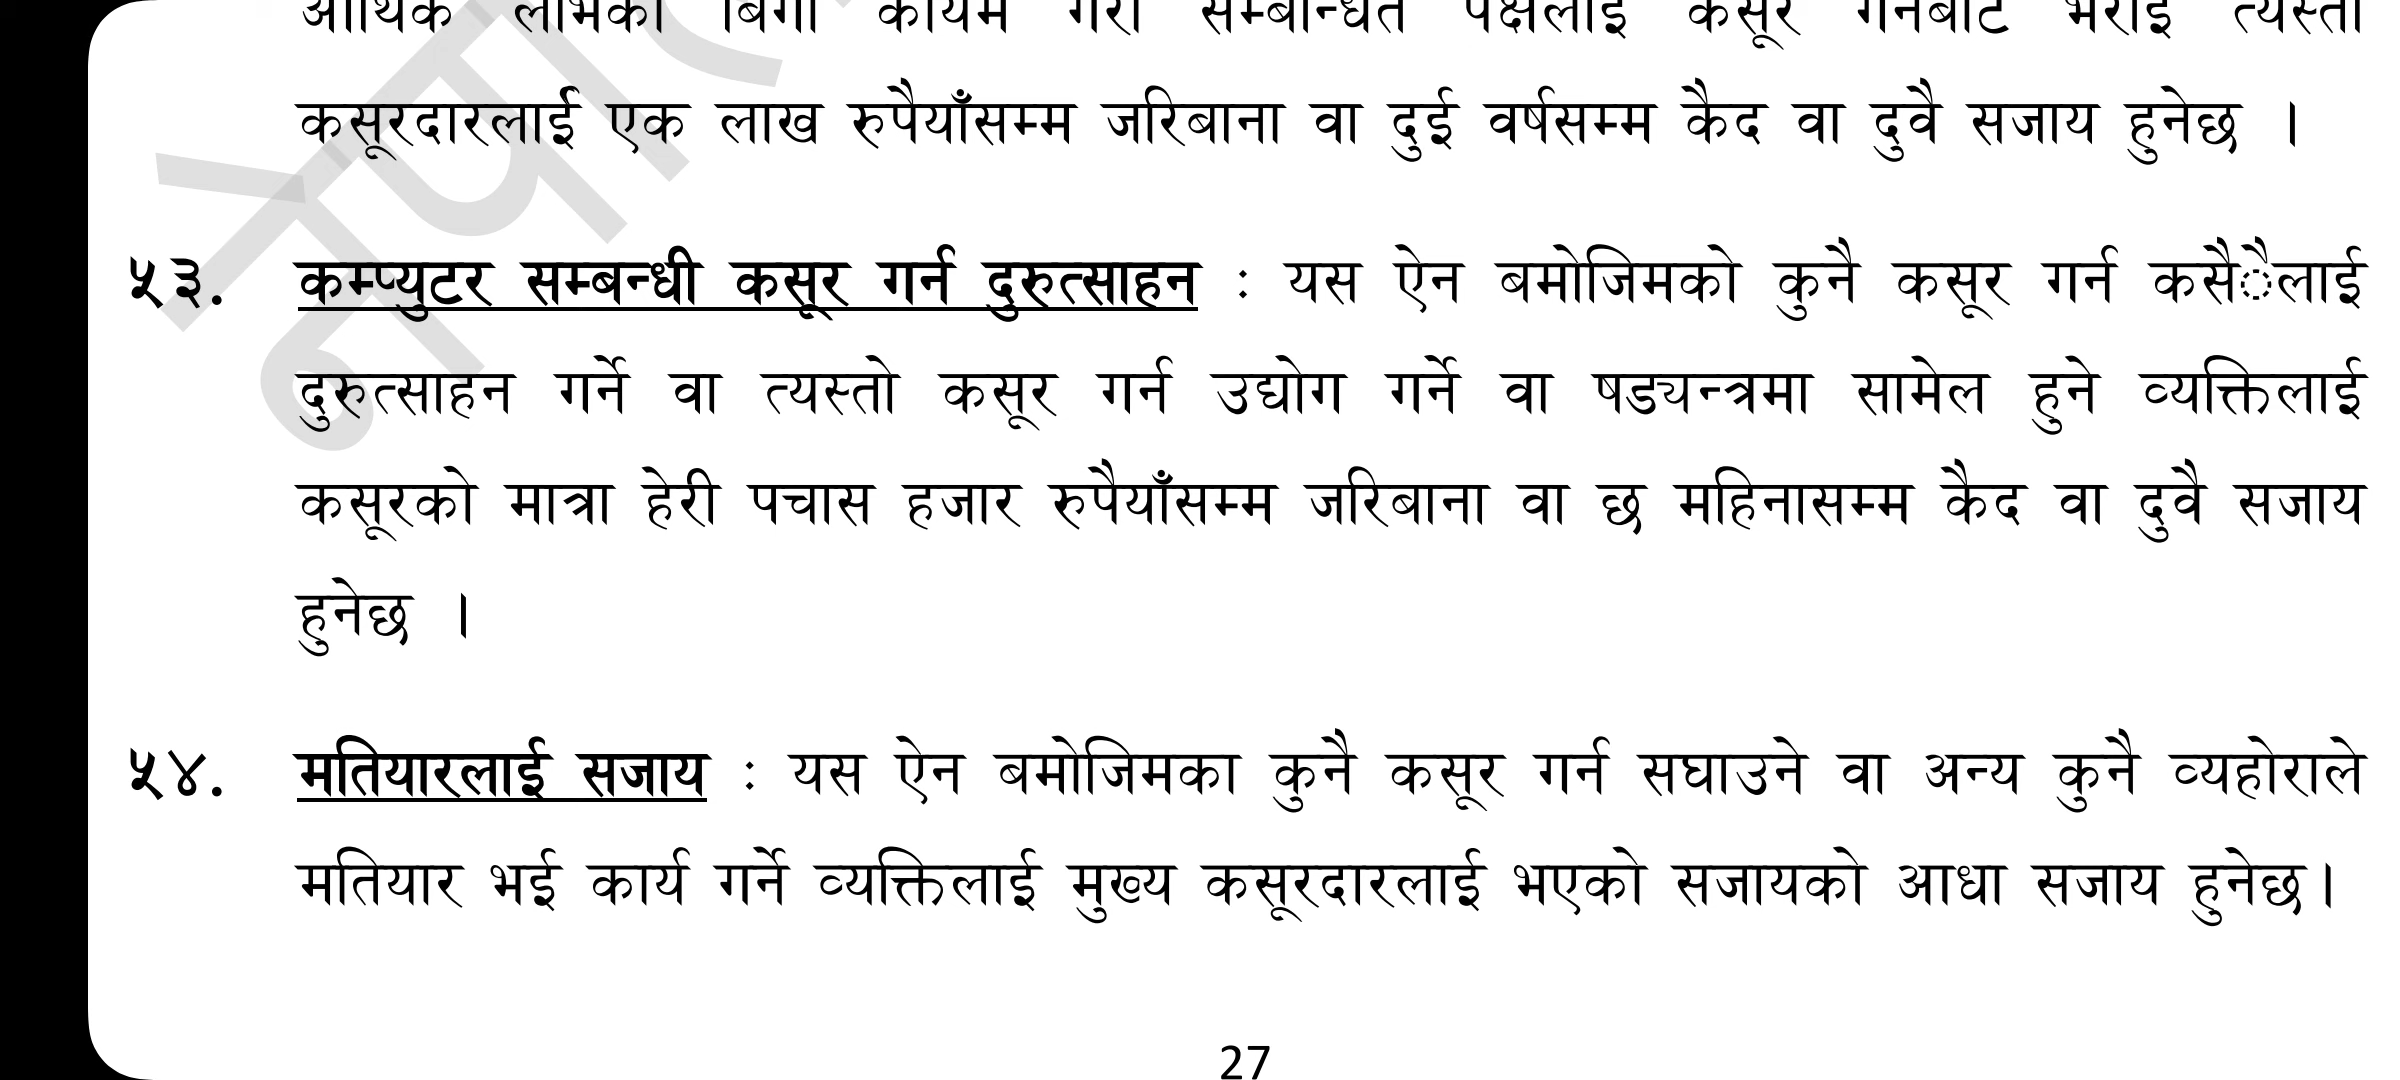 आर्थिक लाभको बिगो कायम गरी सम्बन्धित पक्षलाई कसूर गर्नेबाट भराई त्यस्तो
कसूरदारलाई एक लाख रुपैयाँसम्म जरिबाना वा दुई वर्षसम्म कैद वा दुवै सजाय हुनेछ ।
५३. कम्प्युटर सम्बन्धी कसूर गर्न दुरुत्साहन : यस ऐन बमोजिमको कुनै कसूर गर्न कसैैलाई
दुरुत्साहन गर्ने वा त्यस्तो कसूर गर्न उद्योग गर्ने वा षड्यन्त्रमा सामेल हुने व्यक्तिलाई
कसूरको मात्रा हेरी पचास हजार रुपैयाँसम्म जरिबाना वा छ महिनासम्म कैद वा दुवै सजाय
हुनेछ ।
५४. मतियारलाई सजाय : यस ऐन बमोजिमका कुनै कसूर गर्न सघाउने वा अन्य कुनै व्यहोराले
मतियार भई कार्य गर्ने व्यक्तिलाई मुख्य कसूरदारलाई भएको सजायको आधा सजाय हुनेछ।
27